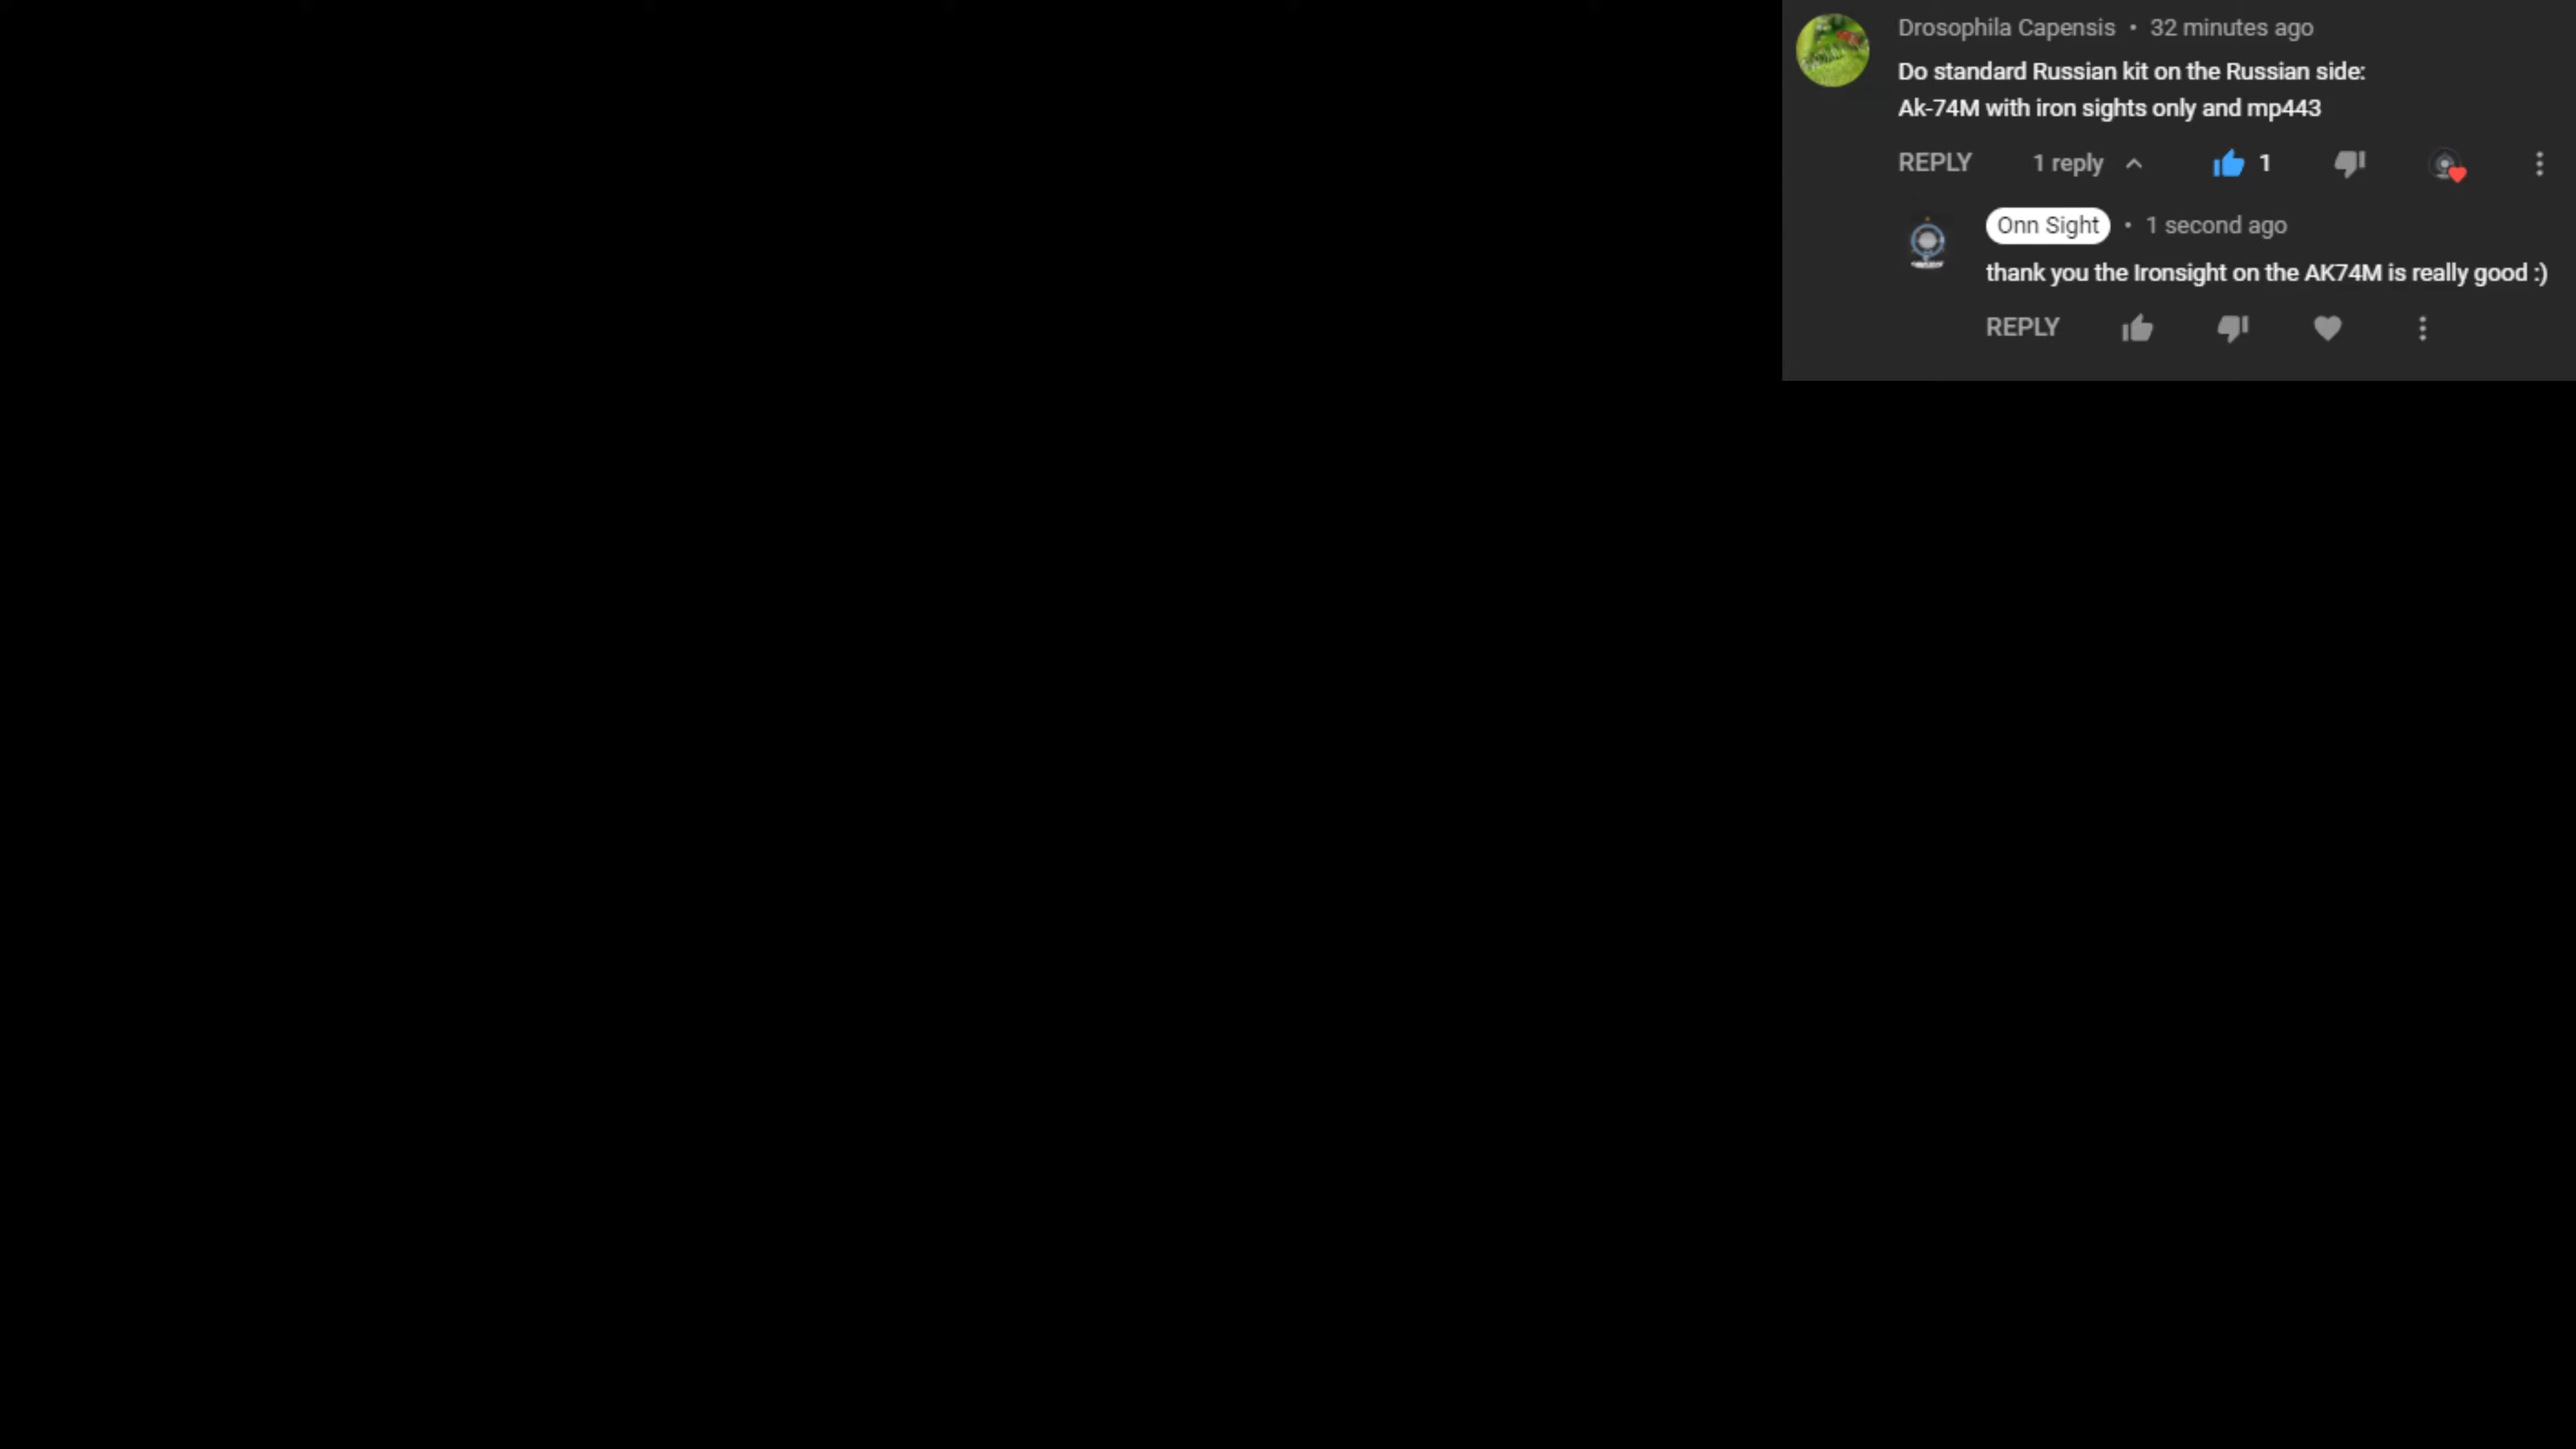 Drosophila Capensis • 32 minutes ago
Do standard Russian kit on the Russian side:
Ak-74M with iron sights only and mp443
REPLY 1 reply 1
Onn Sight • 1 second ago
thank you the Ironsight on the AK74M is really good :)
REPLY